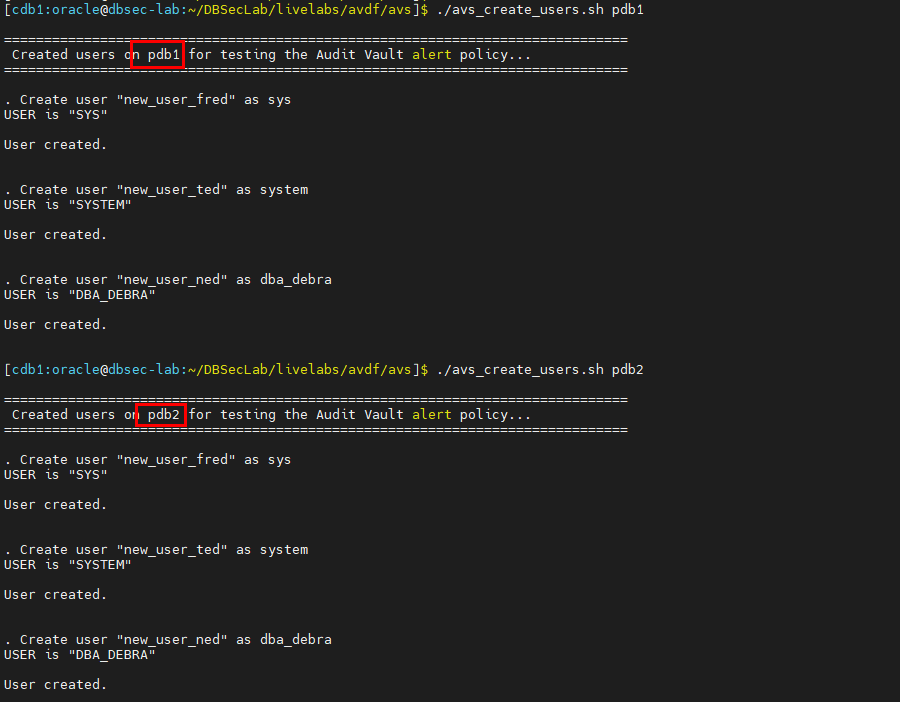 [cdb1:oracle@dbsec-lab:~/DBSecLab/livelabs/avdf/avs]$ ./avs_create_users.sh pdb1
==============================================================================
Created users on pdb1 for testing the Audit Vault alert policy...
==============================================================================
. Create user "new_user_fred" as sys
USER is "SYS"
User created.
. Create user "new_user_ted" as system
USER is "SYSTEM"
User created.
. Create user "new_user_ned" as dba_debra
USER is "DBA_DEBRA"
User created.
[cdb1:oracle@dbsec-lab:~/DBSecLab/livelabs/avdf/avs]$ ./avs_create_users.sh pdb2
==============================================================================
Created users on pdb2 for testing the Audit Vault alert policy...
==============================================================================
. Create user "new_user_fred" as sys
USER is "SYS"
User created.
. Create user "new_user_ted" as system
USER is "SYSTEM"
User created.
. Create user "new_user_ned" as dba_debra
USER is "DBA_DEBRA"
User created.